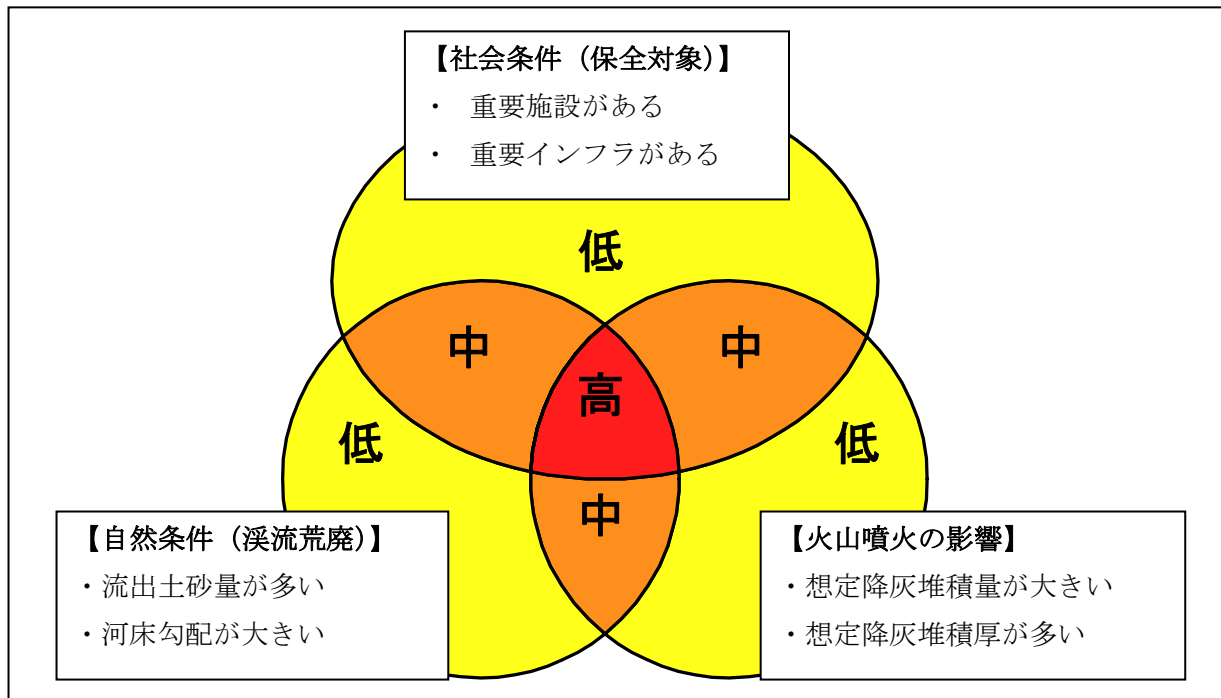 【社会条件（保全対象）】
・ 重要施設がある
・ 重要インフラがある
低
中
中
高
低
低
中
【自然条件（渓流荒廃）】
・流出土砂量が多い
・河床勾配が大きい
【火山噴火の影響】
・想定降灰堆積量が大きい
・想定降灰堆積厚が多い